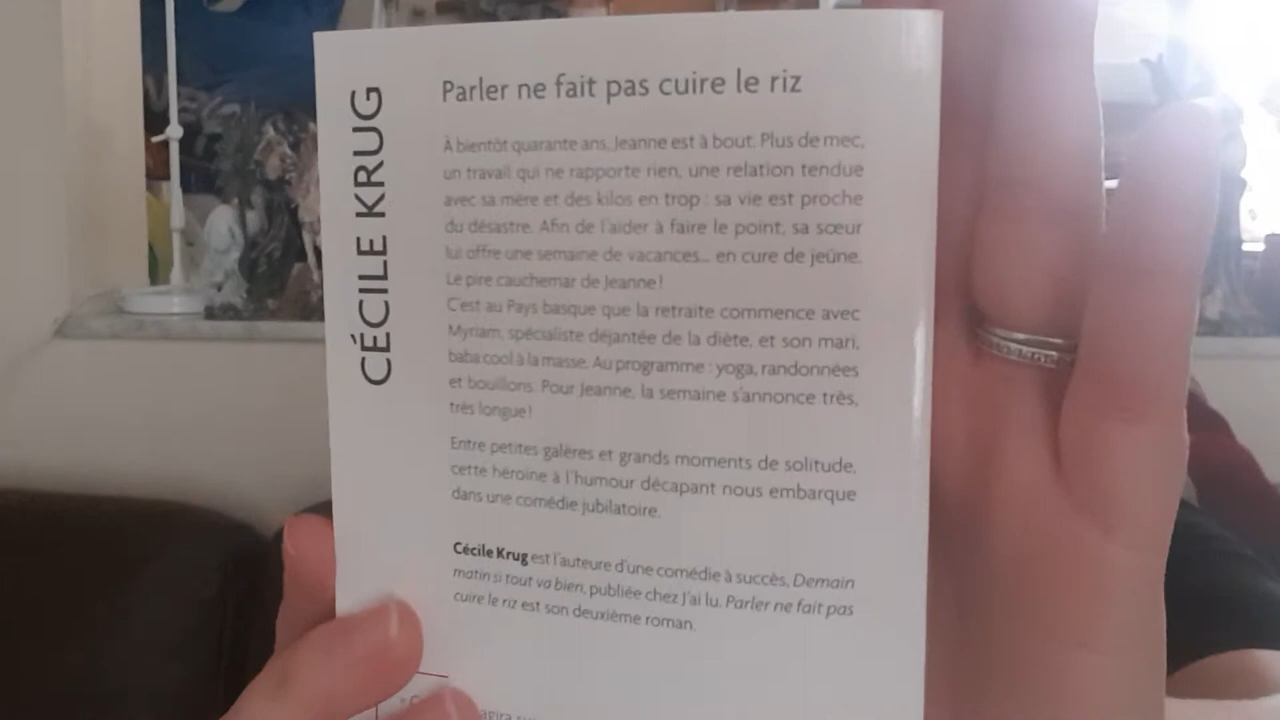 CÉCILE KRUG
Parler ne fait pas cuire le riz
À bientôt quarante ans, Jeanne est à bout. Plus de mec,
un travail qui ne rapporte rien, une relation tendue
avec sa mère et des kilos en trop : sa vie est proche
du désastre. Afin de l'aider à faire le point, sa sœur
lui offre une semaine de vacances... en cure de jeûne.
Le pire cauchemar de Jeanne !
C'est au Pays basque que la retraite commence avec
Myriam, spécialiste déjantée de la diète, et son mari,
baba cool à la masse. Au programme : yoga, randonnées
et bouillons. Pour Jeanne, la semaine s'annonce très,
très longue !
Entre petites galères et grands moments de solitude,
cette héroïne à l'humour décapant nous embarque
dans une comédie jubilatoire.
Cécile Krug est l'auteure d'une comédie à succès, Demain
matin si tout va bien, publiée chez J'ai lu. Parler ne fait pas
cuire le riz est son deuxième roman.